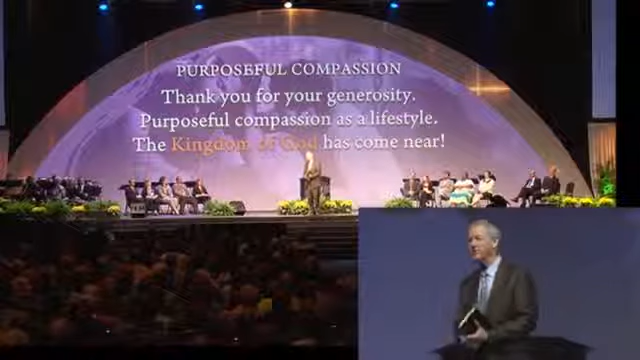 PURPOSEFUL COMPASSION
Thank you for your generosity.
Purposeful compassion as a lifestyle.
The Kingdom of God has come near!